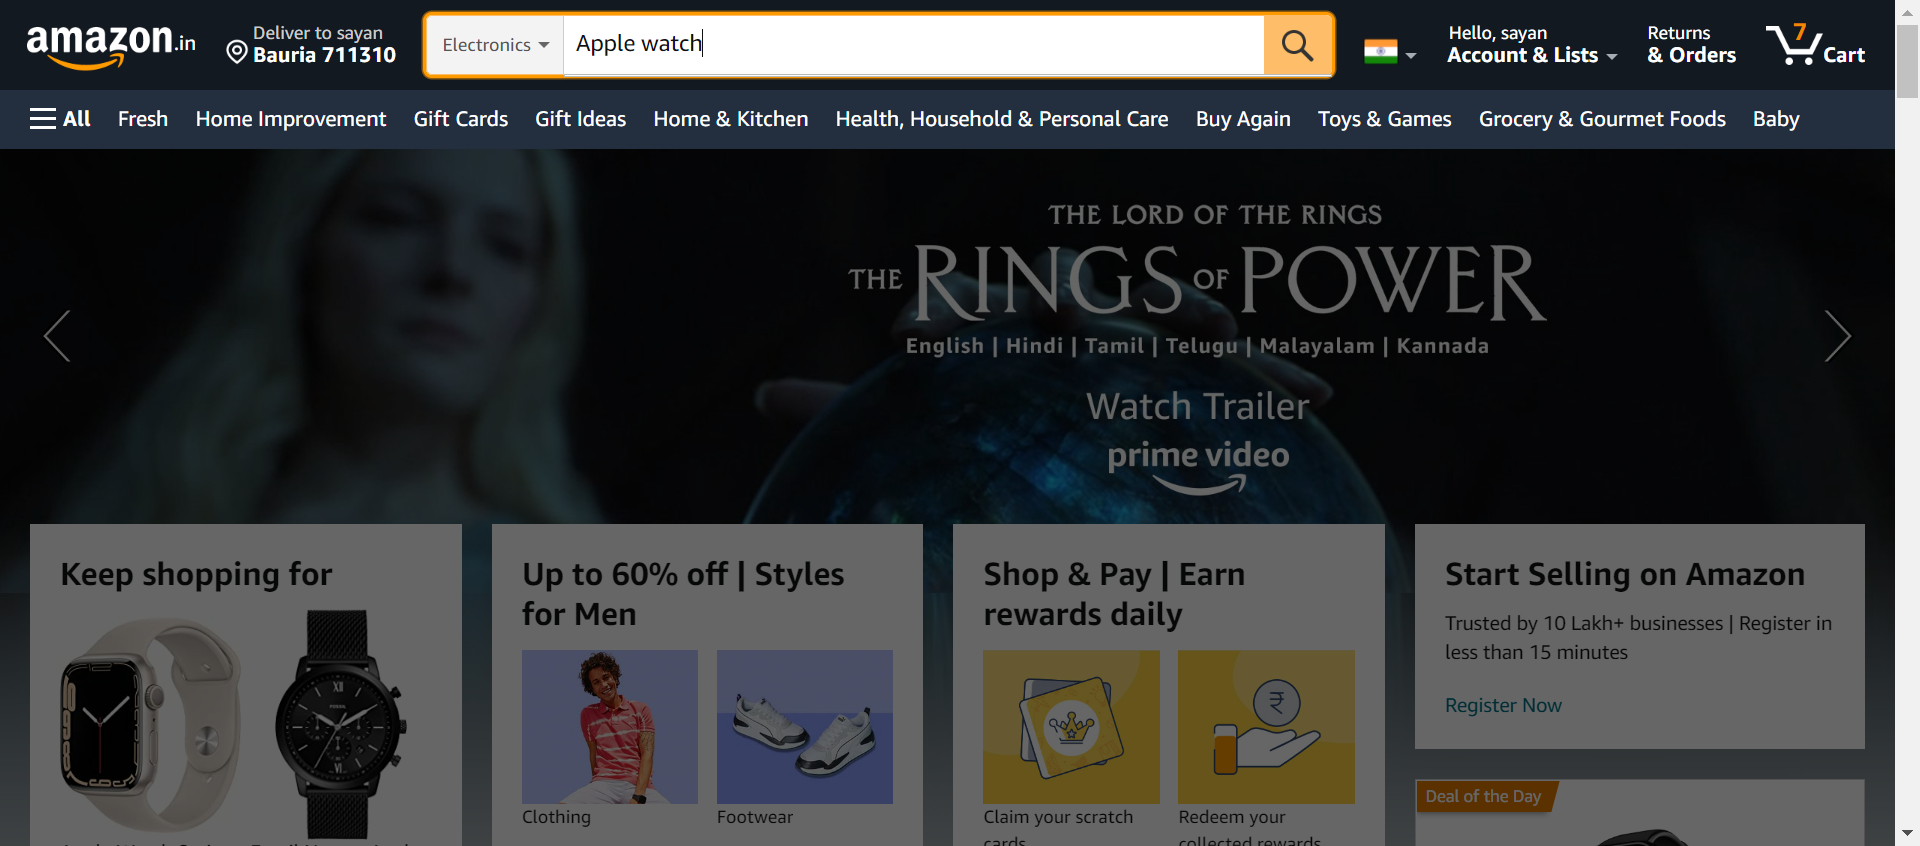 amazon.in
Deliver to sayan
Bauria 711310
Electronics
Apple watch
Hello, sayan
Account & Lists
Returns
& Orders
7
Cart
All
Fresh
Home Improvement
Gift Cards
Gift Ideas
Home & Kitchen
Health, Household & Personal Care
Buy Again
Toys & Games
Grocery & Gourmet Foods
Baby
THE LORD OF THE RINGS
THE RINGS OF POWER
English | Hindi | Tamil | Telugu | Malayalam | Kannada
Watch Trailer
prime video
Keep shopping for
XII
FOSSIL
VI
Up to 60% off | Styles
for Men
Clothing
Footwear
Shop & Pay | Earn
rewards daily
₹
Claim your scratch
cards
Redeem your
collected rewards
Start Selling on Amazon
Trusted by 10 Lakh+ businesses | Register in
less than 15 minutes
Register Now
Deal of the Day